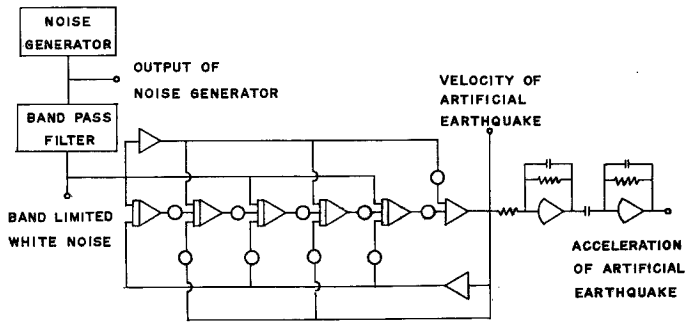 NOISE
GENERATOR
OUTPUT OF
NOISE GENERATOR
BAND PASS
FILTER
BAND LIMITED
WHITE NOISE
VELOCITY OF
ARTIFICIAL
EARTHQUAKE
ACCELERATION
OF ARTIFICIAL
EARTHQUAKE